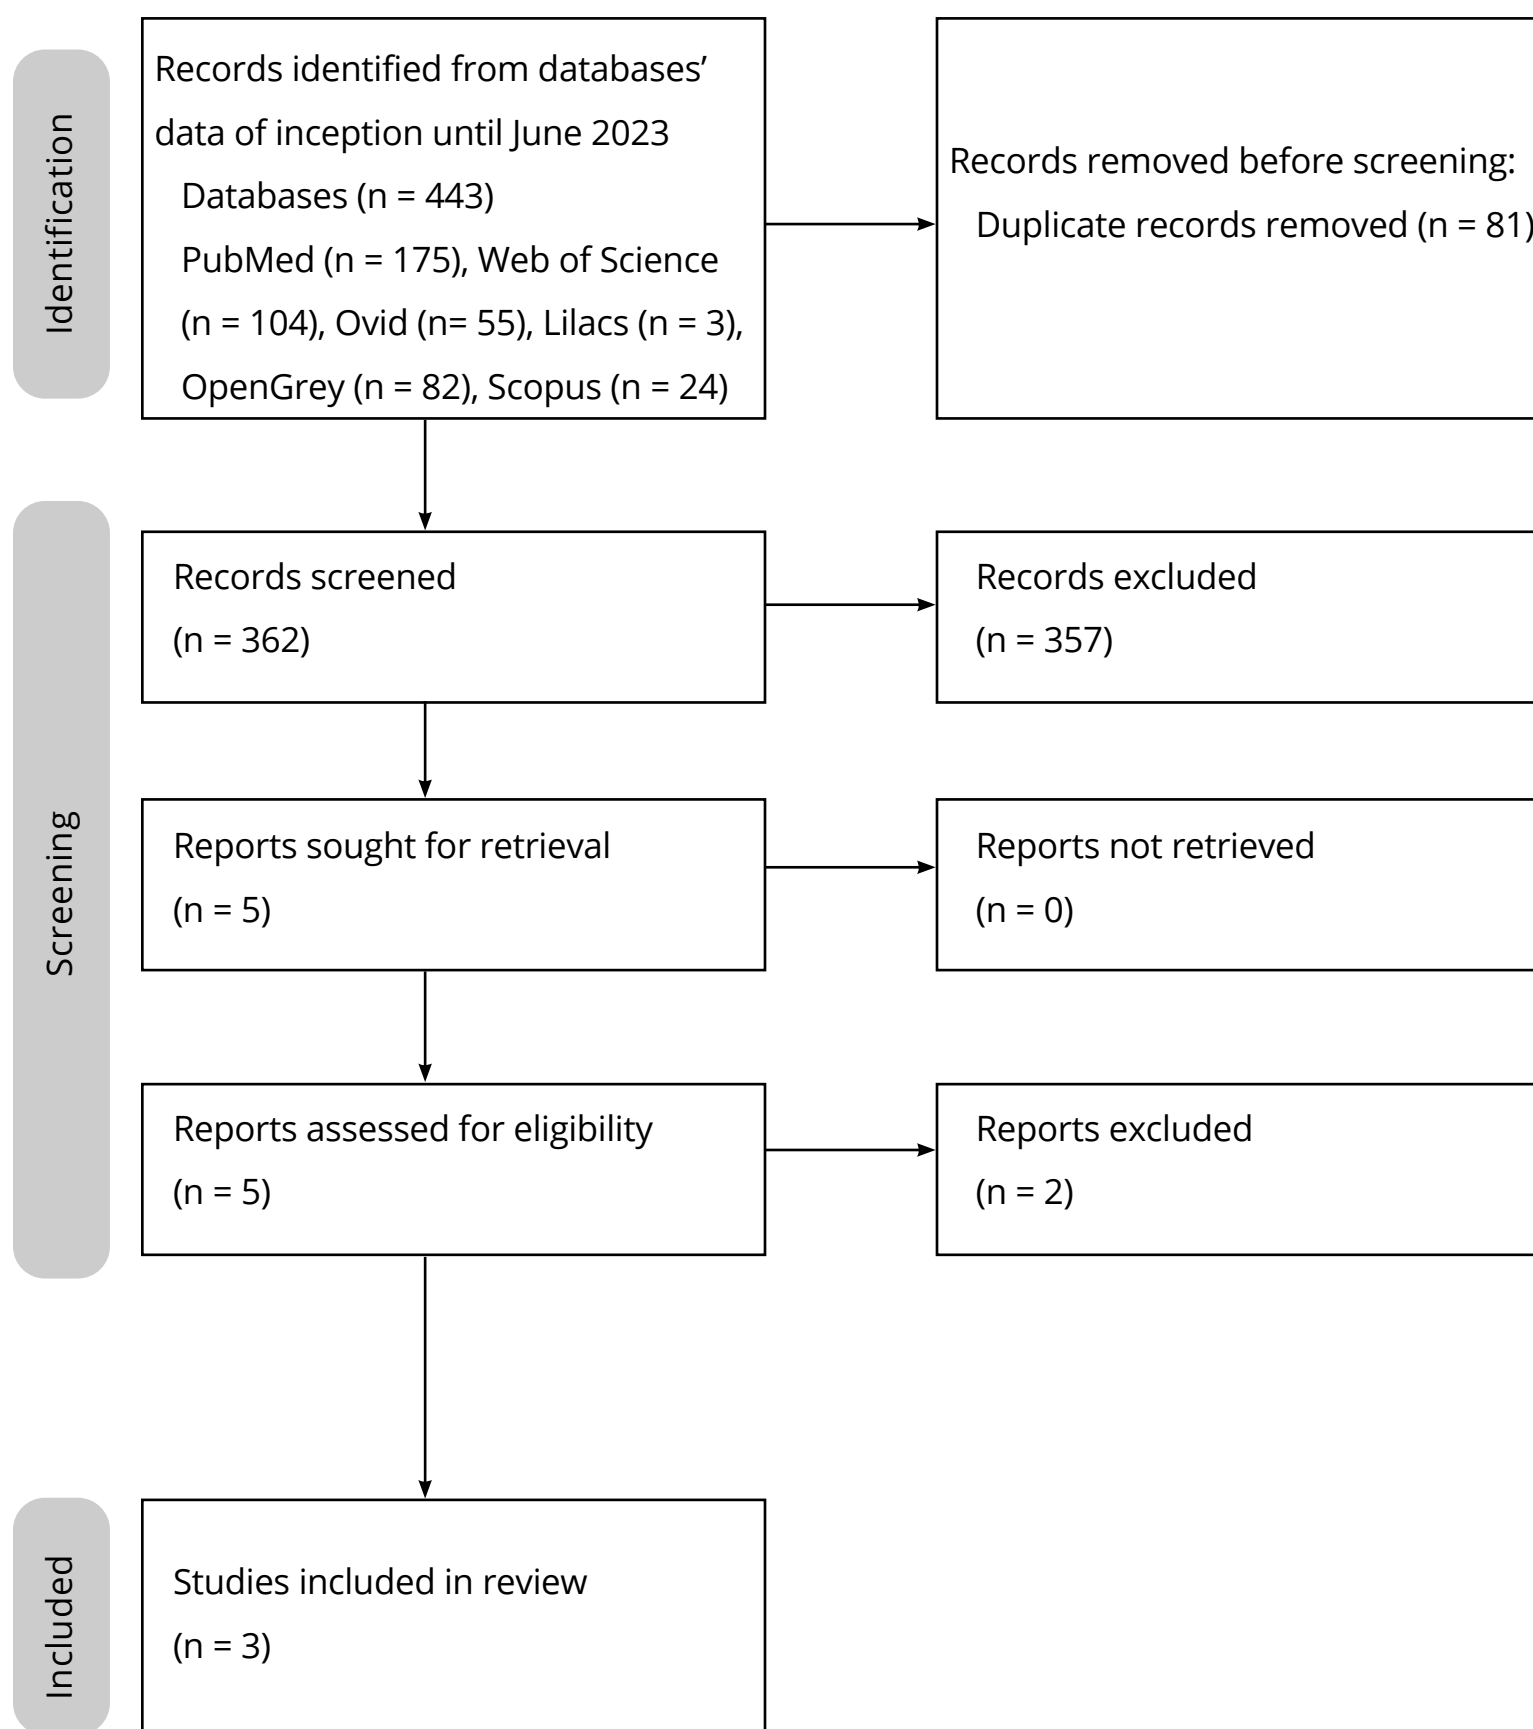 Identification
Records identified from databases’
data of inception until June 2023
Databases (n = 443)
PubMed (n = 175), Web of Science
(n = 104), Ovid (n= 55), Lilacs (n = 3),
OpenGrey (n = 82), Scopus (n = 24)
Records removed before screening:
Duplicate records removed (n = 81)
Screening
Records screened
(n = 362)
Records excluded
(n = 357)
Reports sought for retrieval
(n = 5)
Reports not retrieved
(n = 0)
Reports assessed for eligibility
(n = 5)
Reports excluded
(n = 2)
Included
Studies included in review
(n = 3)